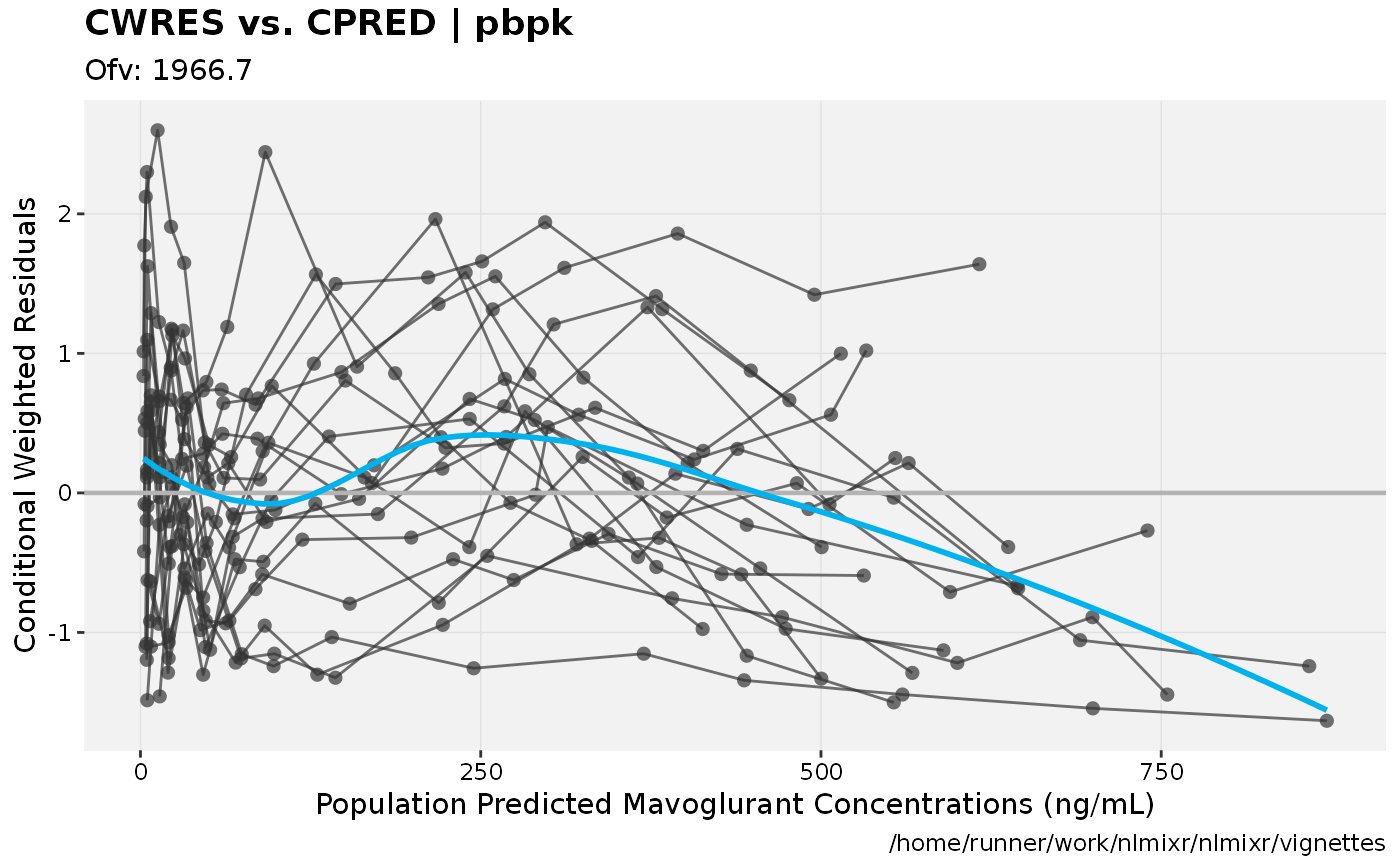 CWRES vs. CPRED | pbpk
Ofv: 1966.7
Conditional Weighted Residuals
2
1
0
-1
0
250
500
750
Population Predicted Mavoglurant Concentrations (ng/mL)
/home/runner/work/nlmixr/nlmixr/vignettes